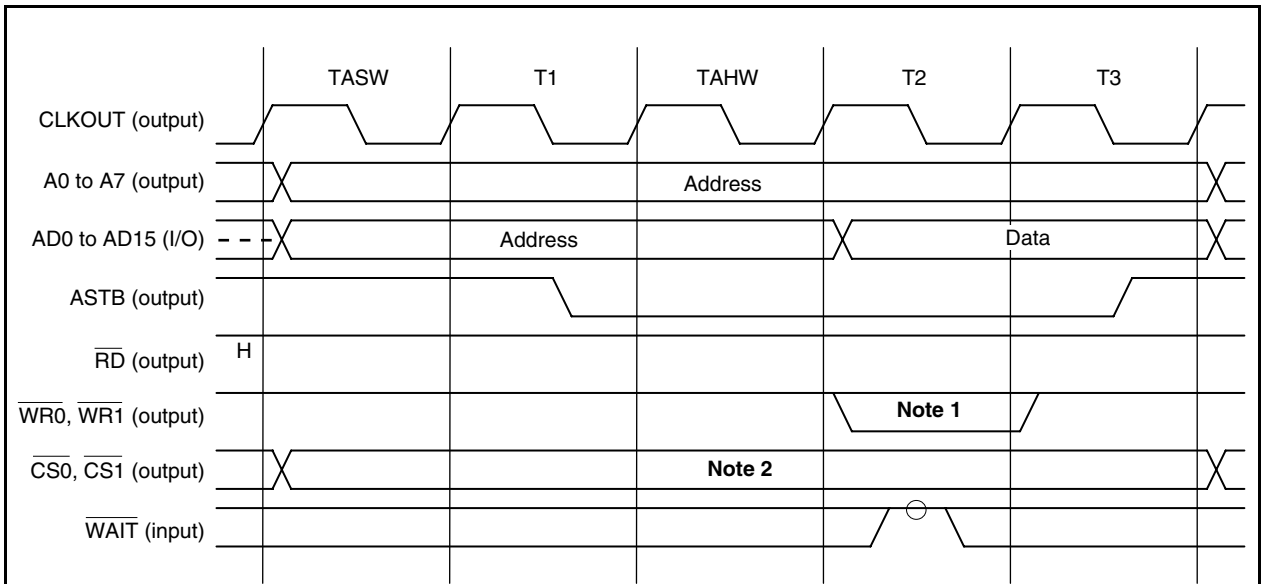 TASW T1 TAHW T2 T3
CLKOUT (output)
A0 to A7 (output) Address
AD0 to AD15 (I/O) Address Data
ASTB (output)
RD (output) H
WR0, WR1 (output) Note 1
CS0, CS1 (output) Note 2
WAIT (input)